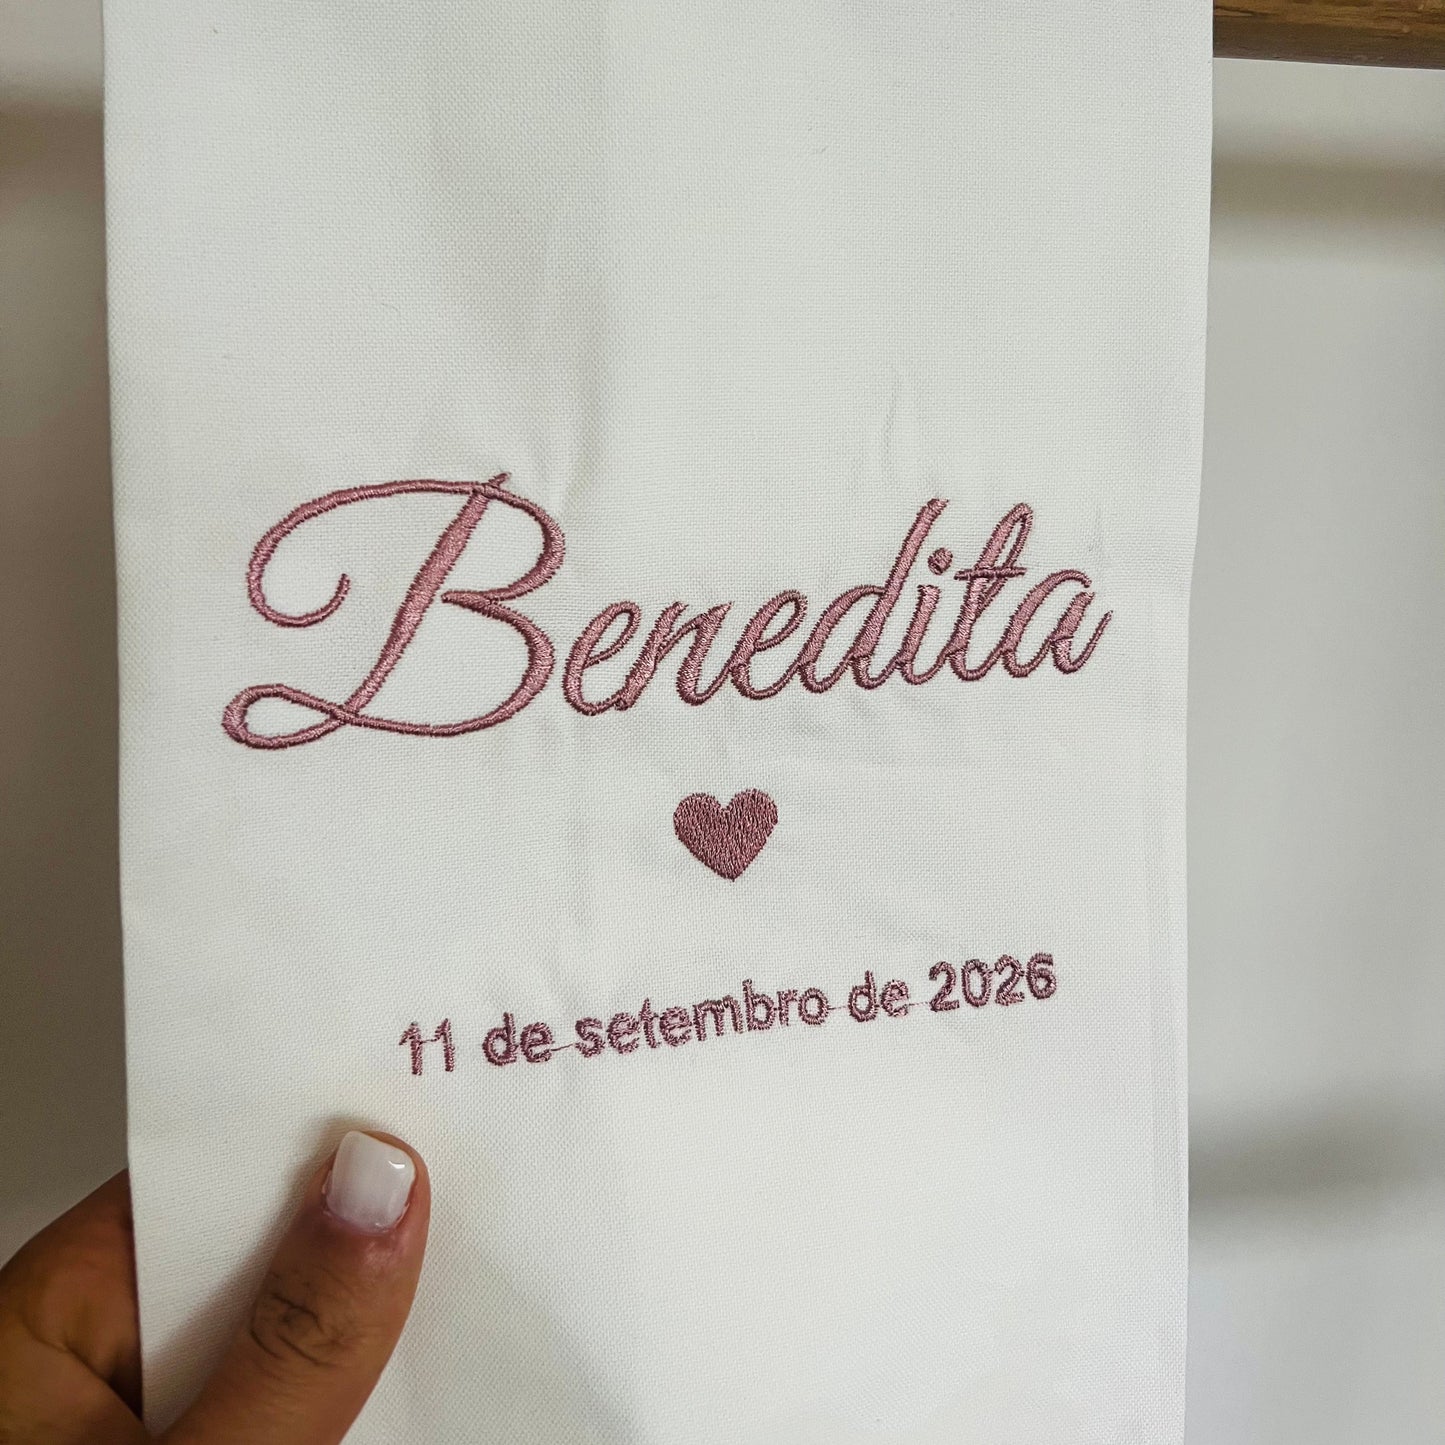 Benedita
11 de setembro de 2026